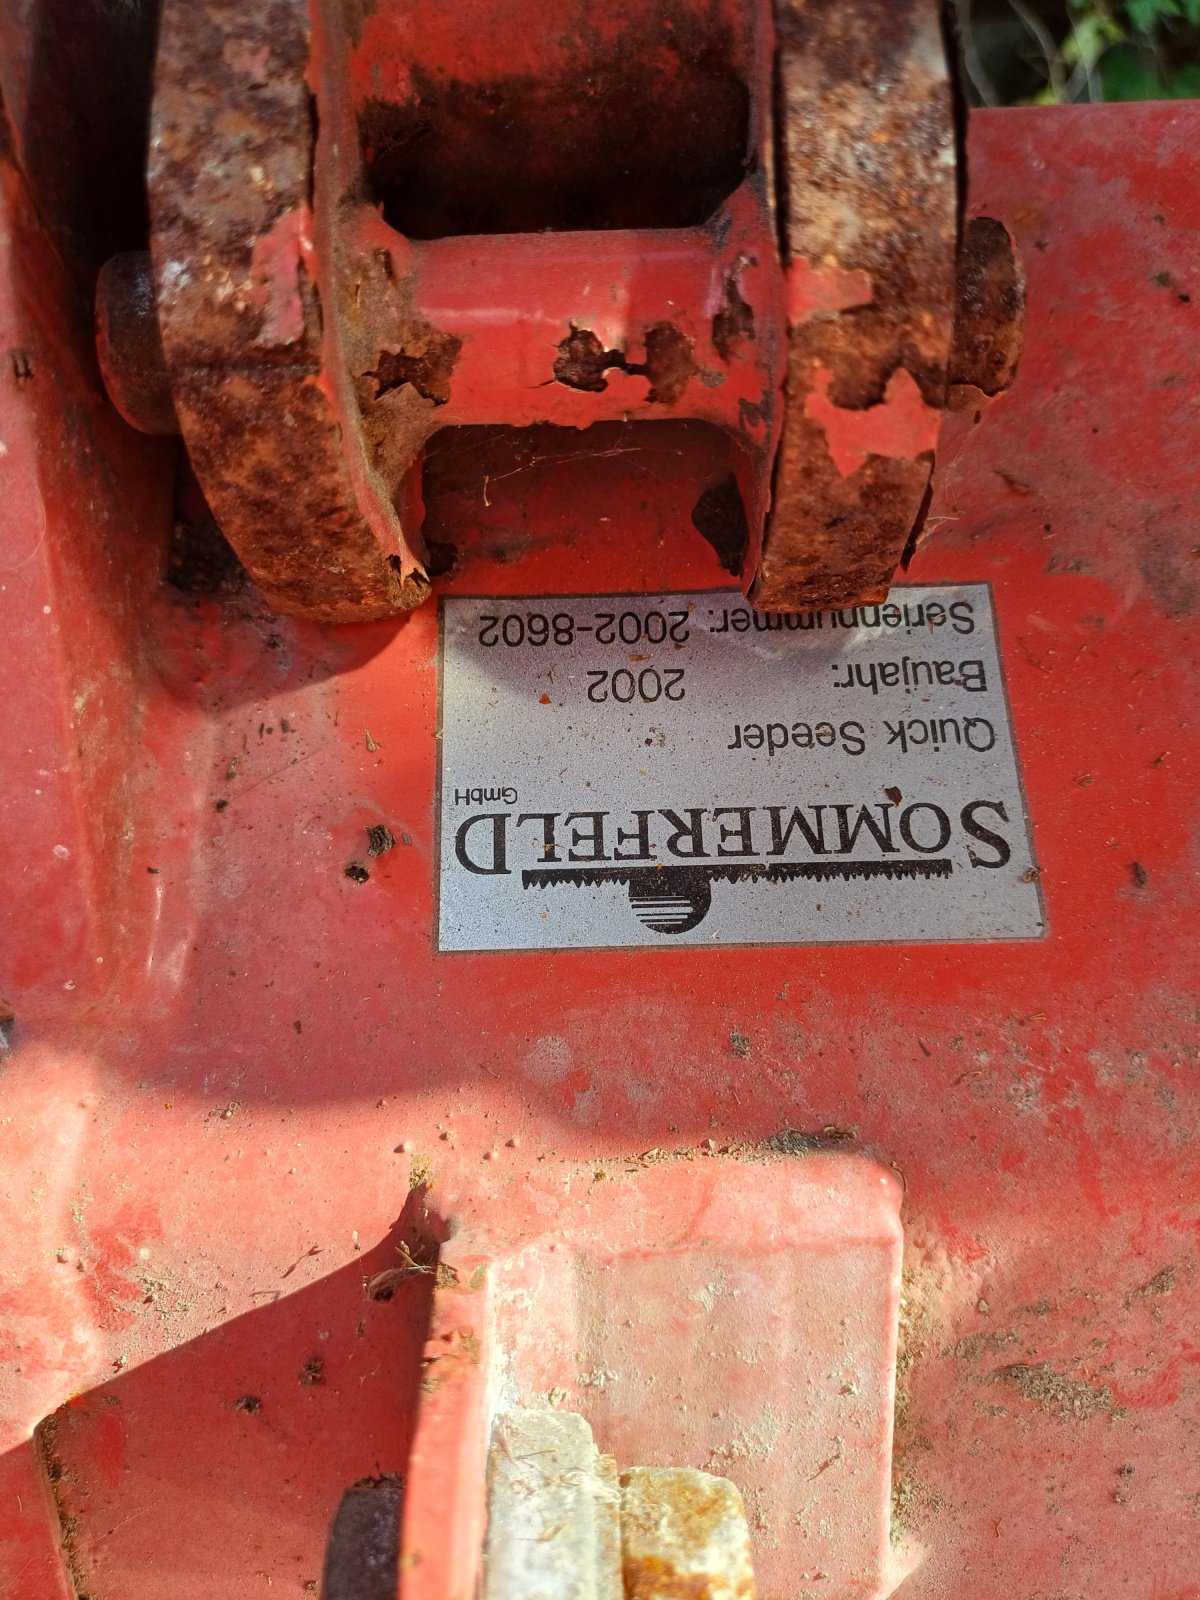 SOMMERFELD
GmbH
Quick Seeder
Baujahr: 2002
Seriennummer: 2002-8602